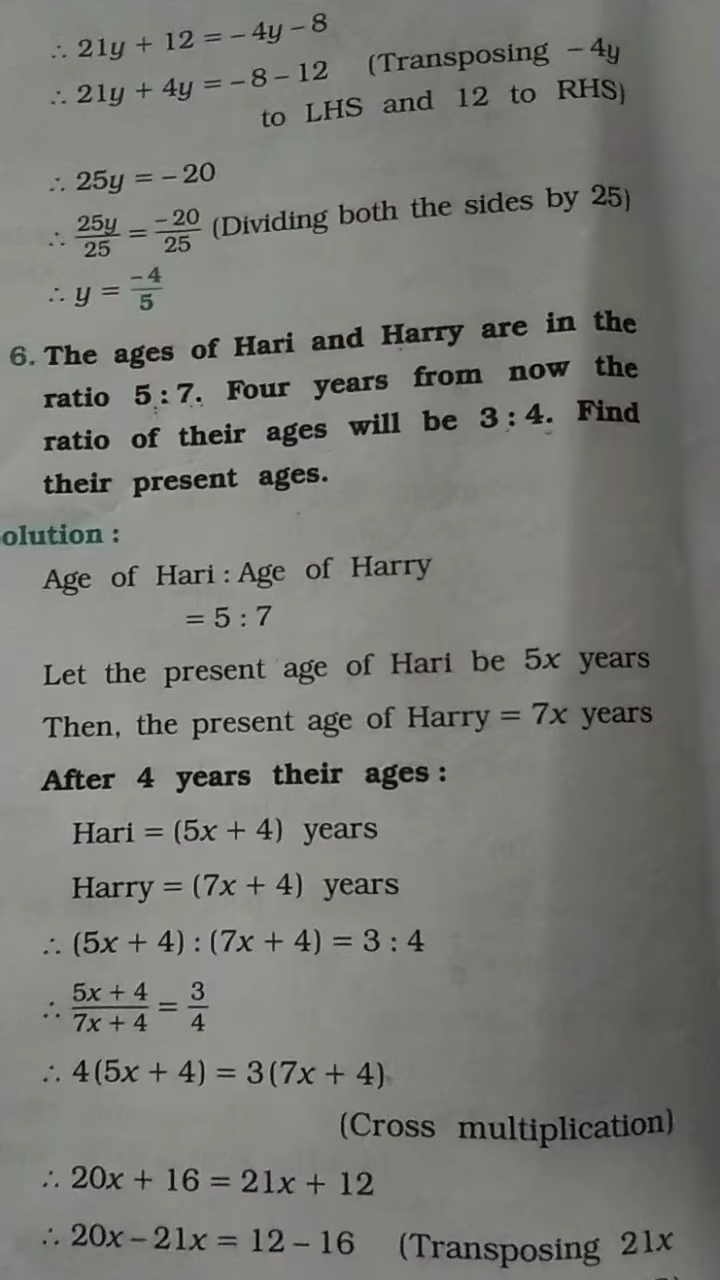 ∴ 21y + 12 = – 4y – 8
∴ 21y + 4y = – 8 – 12 (Transposing – 4y
to LHS and 12 to RHS)
∴ 25y = – 20
∴ 25y/25 = –20/25 (Dividing both the sides by 25)
∴ y = –4/5
6. The ages of Hari and Harry are in the
ratio 5 : 7. Four years from now the
ratio of their ages will be 3 : 4. Find
their present ages.
olution :
Age of Hari : Age of Harry
= 5 : 7
Let the present age of Hari be 5x years
Then, the present age of Harry = 7x years
After 4 years their ages :
Hari = (5x + 4) years
Harry = (7x + 4) years
∴ (5x + 4) : (7x + 4) = 3 : 4
∴ 5x + 4/7x + 4 = 3/4
∴ 4(5x + 4) = 3(7x + 4)
(Cross multiplication)
∴ 20x + 16 = 21x + 12
∴ 20x – 21x = 12 – 16 (Transposing 21x